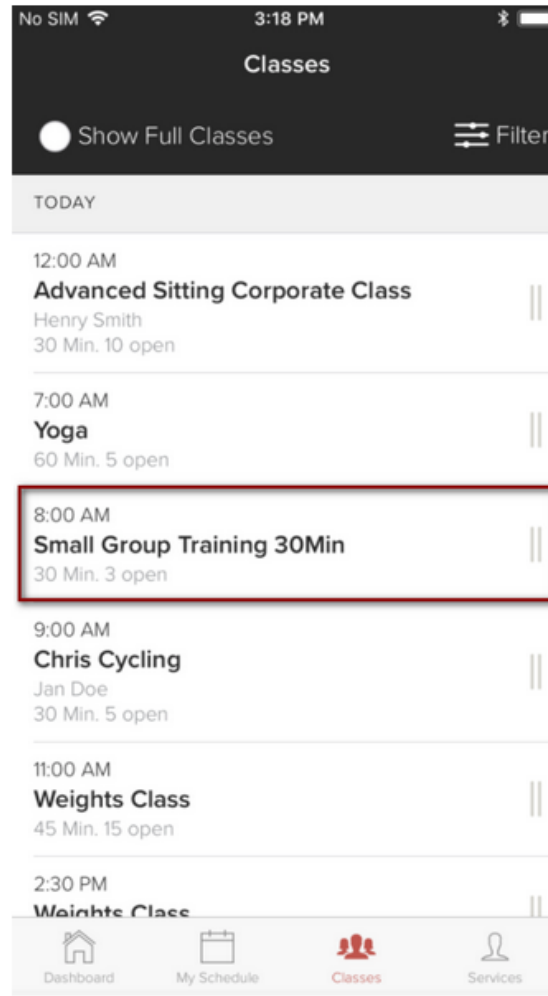 No SIM 3:18 PM
Classes
Show Full Classes Filter
TODAY
12:00 AM
Advanced Sitting Corporate Class
Henry Smith
30 Min. 10 open
7:00 AM
Yoga
60 Min. 5 open
8:00 AM
Small Group Training 30Min
30 Min. 3 open
9:00 AM
Chris Cycling
Jan Doe
30 Min. 5 open
11:00 AM
Weights Class
45 Min. 15 open
2:30 PM
Weights Class
Dashboard My Schedule Classes Services